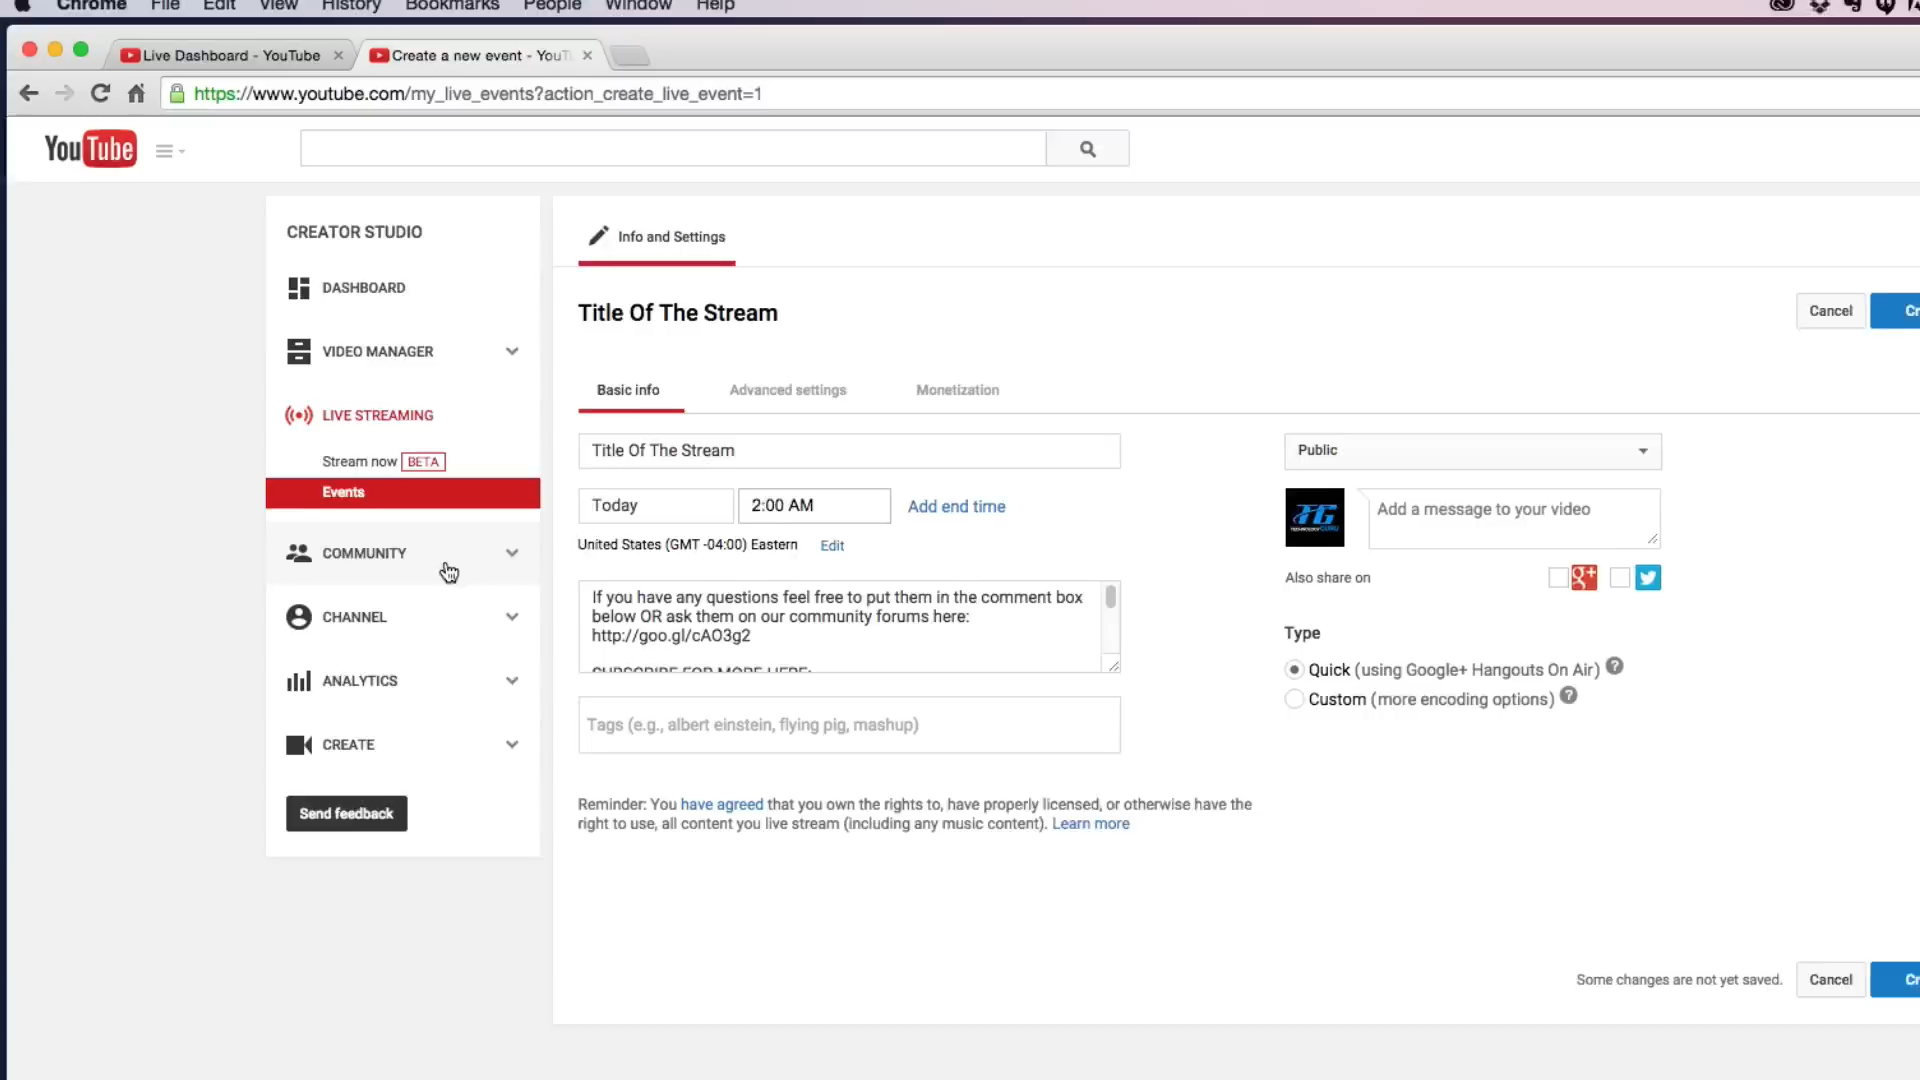 Chrome File Edit View History Bookmarks People Window Help
Live Dashboard - YouTube
Create a new event - YouT
https://www.youtube.com/my_live_events?action_create_live_event=1
YouTube
CREATOR STUDIO
DASHBOARD
VIDEO MANAGER
LIVE STREAMING
Stream now BETA
Events
COMMUNITY
CHANNEL
ANALYTICS
CREATE
Send feedback
Info and Settings
Title Of The Stream
Cancel
Cr
Basic info
Advanced settings
Monetization
Title Of The Stream
Today
2:00 AM
Add end time
United States (GMT -04:00) Eastern
Edit
If you have any questions feel free to put them in the comment box
below OR ask them on our community forums here:
http://goo.gl/cAO3g2
SUBSCRIBE FOR MORE HERE:
Tags (e.g., albert einstein, flying pig, mashup)
Reminder: You have agreed that you own the rights to, have properly licensed, or otherwise have the
right to use, all content you live stream (including any music content). Learn more
Public
TG
Add a message to your video
Also share on
g+
Type
Quick (using Google+ Hangouts On Air) ?
Custom (more encoding options) ?
Some changes are not yet saved.
Cancel
Cr